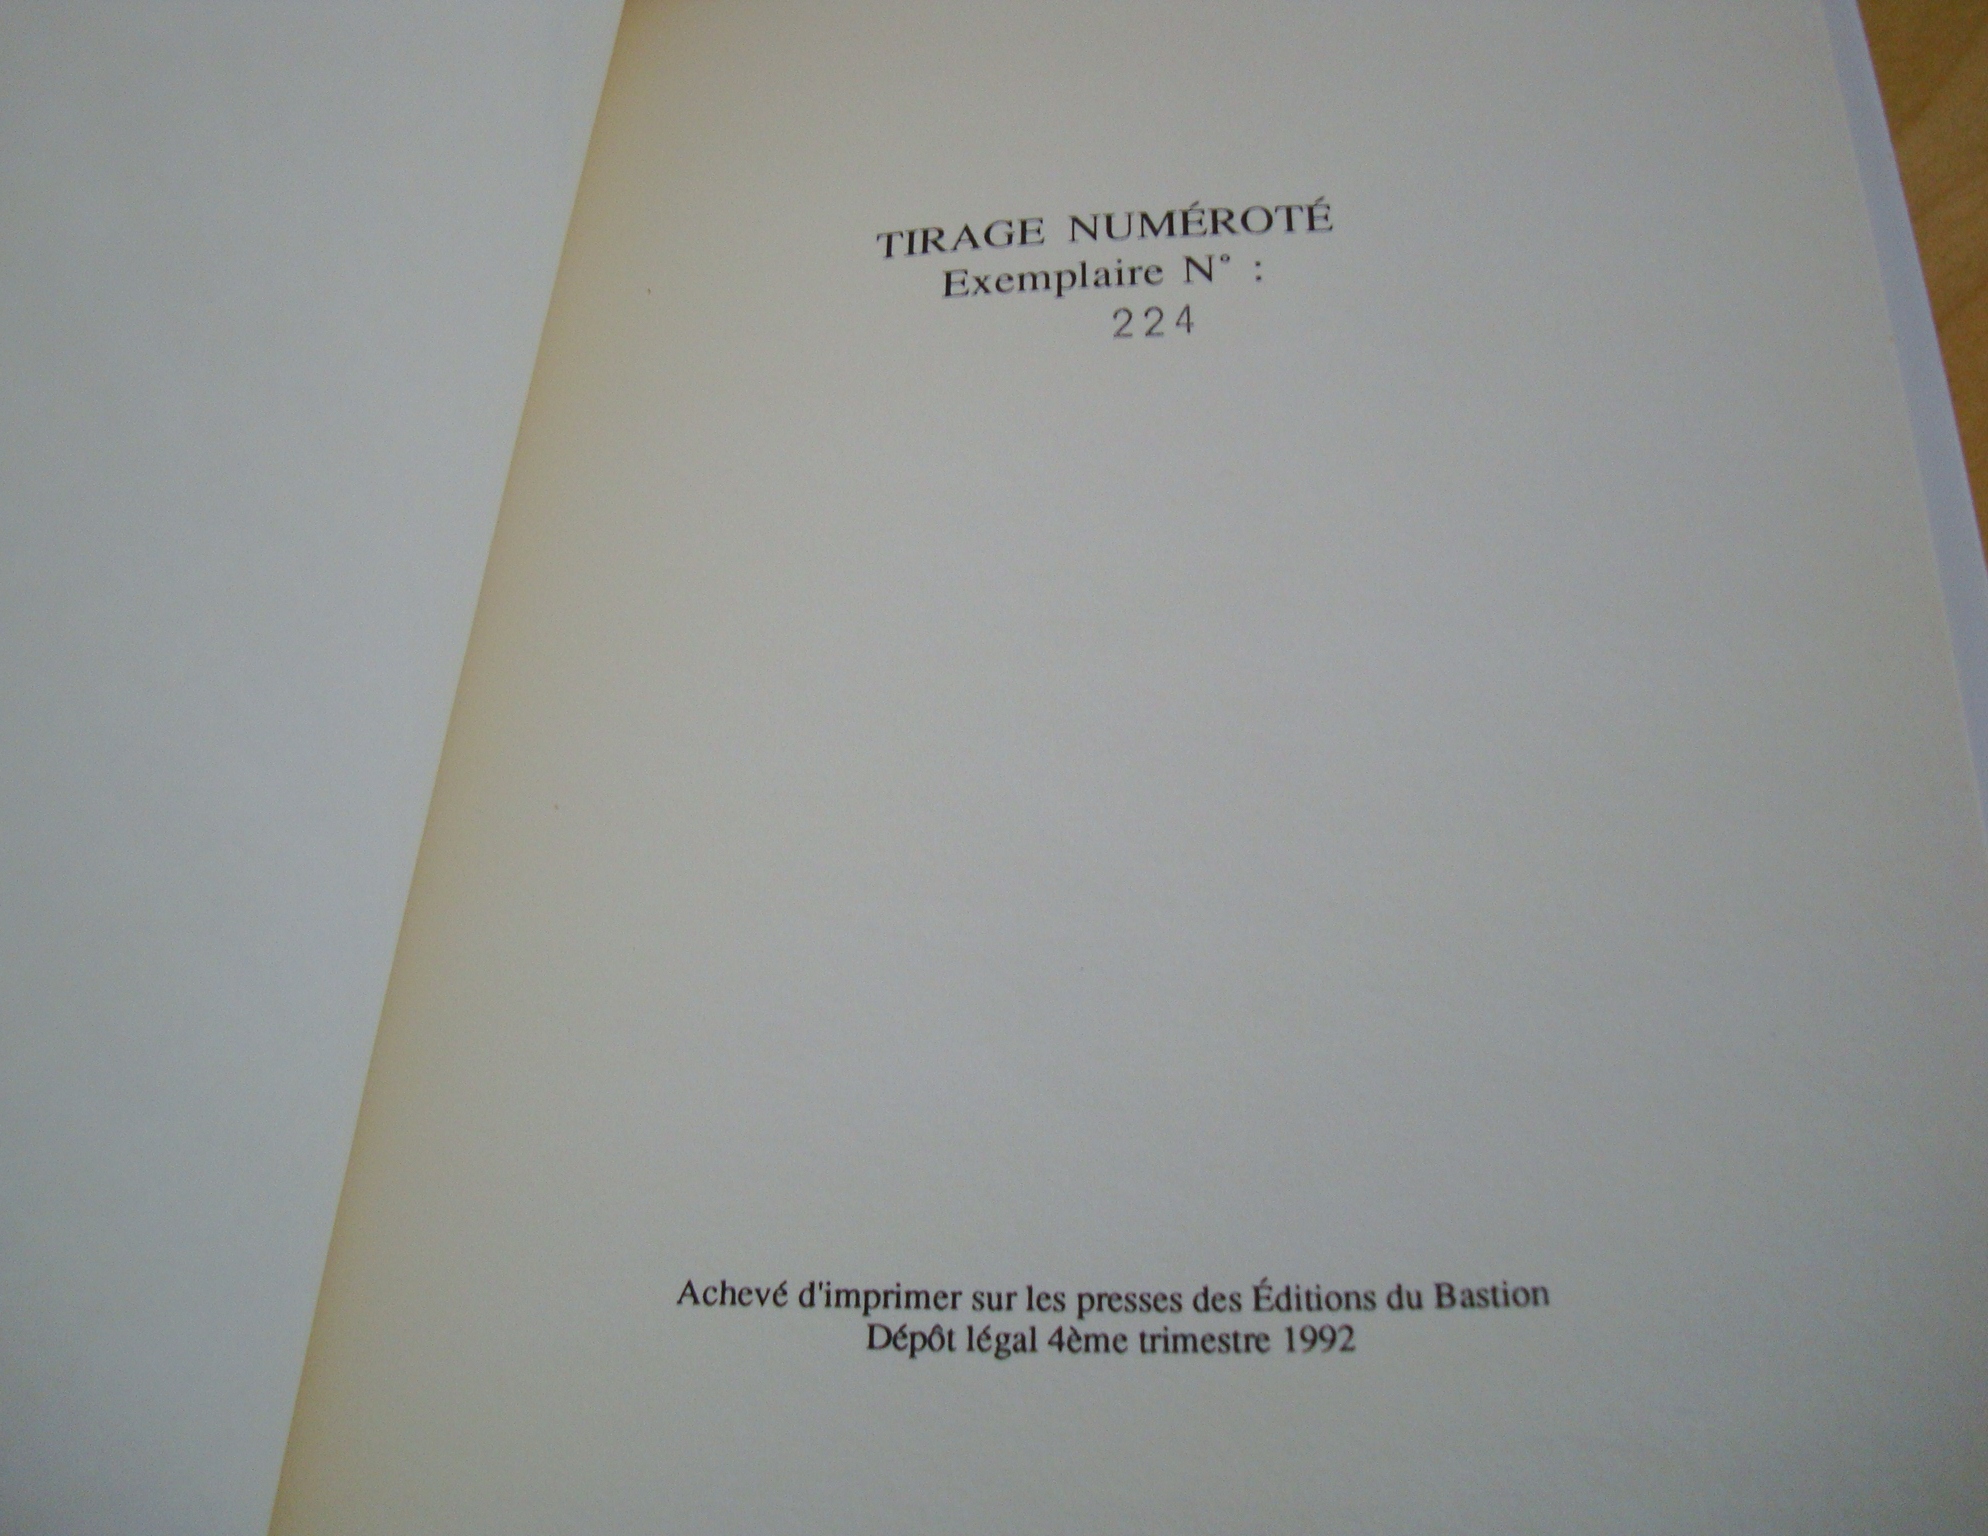 TIRAGE NUMÉROTÉ
Exemplaire N° :
224
Achevé d'imprimer sur les presses des Éditions du Bastion
Dépôt légal 4ème trimestre 1992